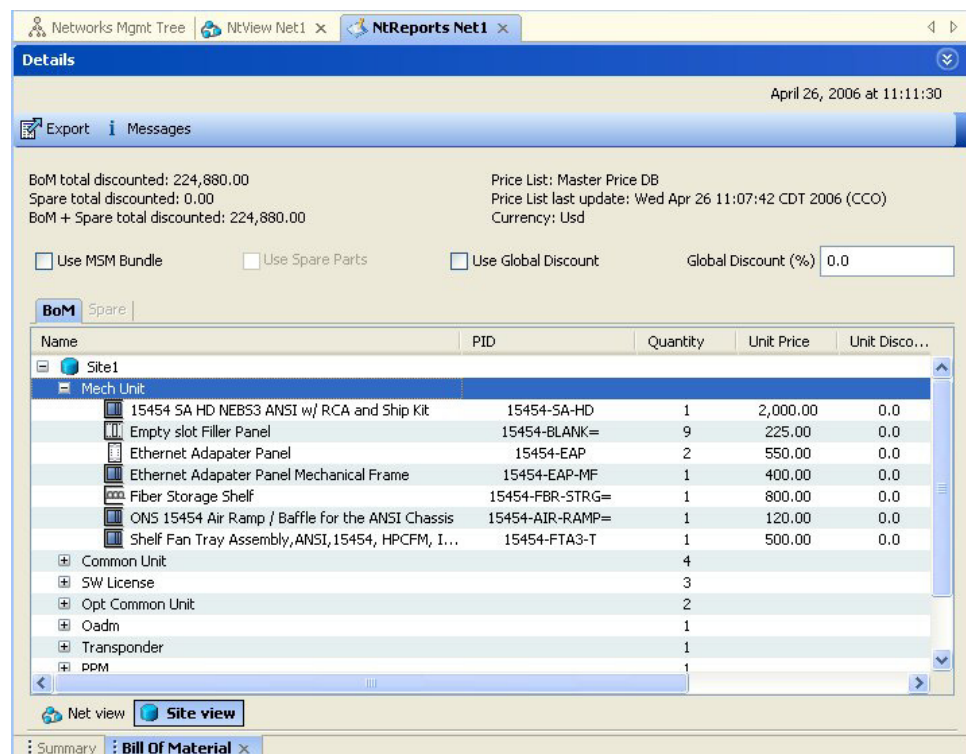 Networks Mgmt Tree NtView Net1 NtReports Net1
Details
April 26, 2006 at 11:11:30
Export i Messages
BoM total discounted: 224,880.00 Price List: Master Price DB
Spare total discounted: 0.00 Price List last update: Wed Apr 26 11:07:42 CDT 2006 (CCO)
BoM + Spare total discounted: 224,880.00 Currency: Usd
Use MSM Bundle Use Spare Parts Use Global Discount Global Discount (%) 0.0
BoM Spare
Name PID Quantity Unit Price Unit Disco...
Site1
Mech Unit
15454 SA HD NEBS3 ANSI w/ RCA and Ship Kit 15454-SA-HD 1 2,000.00 0.0
Empty slot Filler Panel 15454-BLANK= 9 225.00 0.0
Ethernet Adapater Panel 15454-EAP 2 550.00 0.0
Ethernet Adapater Panel Mechanical Frame 15454-EAP-MF 1 400.00 0.0
Fiber Storage Shelf 15454-FBR-STRG= 1 800.00 0.0
ONS 15454 Air Ramp / Baffle for the ANSI Chassis 15454-AIR-RAMP= 1 120.00 0.0
Shelf Fan Tray Assembly,ANSI,15454, HPCFM, I... 15454-FTA3-T 1 500.00 0.0
Common Unit 4
SW License 3
Opt Common Unit 2
Oadm 1
Transponder 1
PPM 1
Net view Site view
Summary Bill Of Material